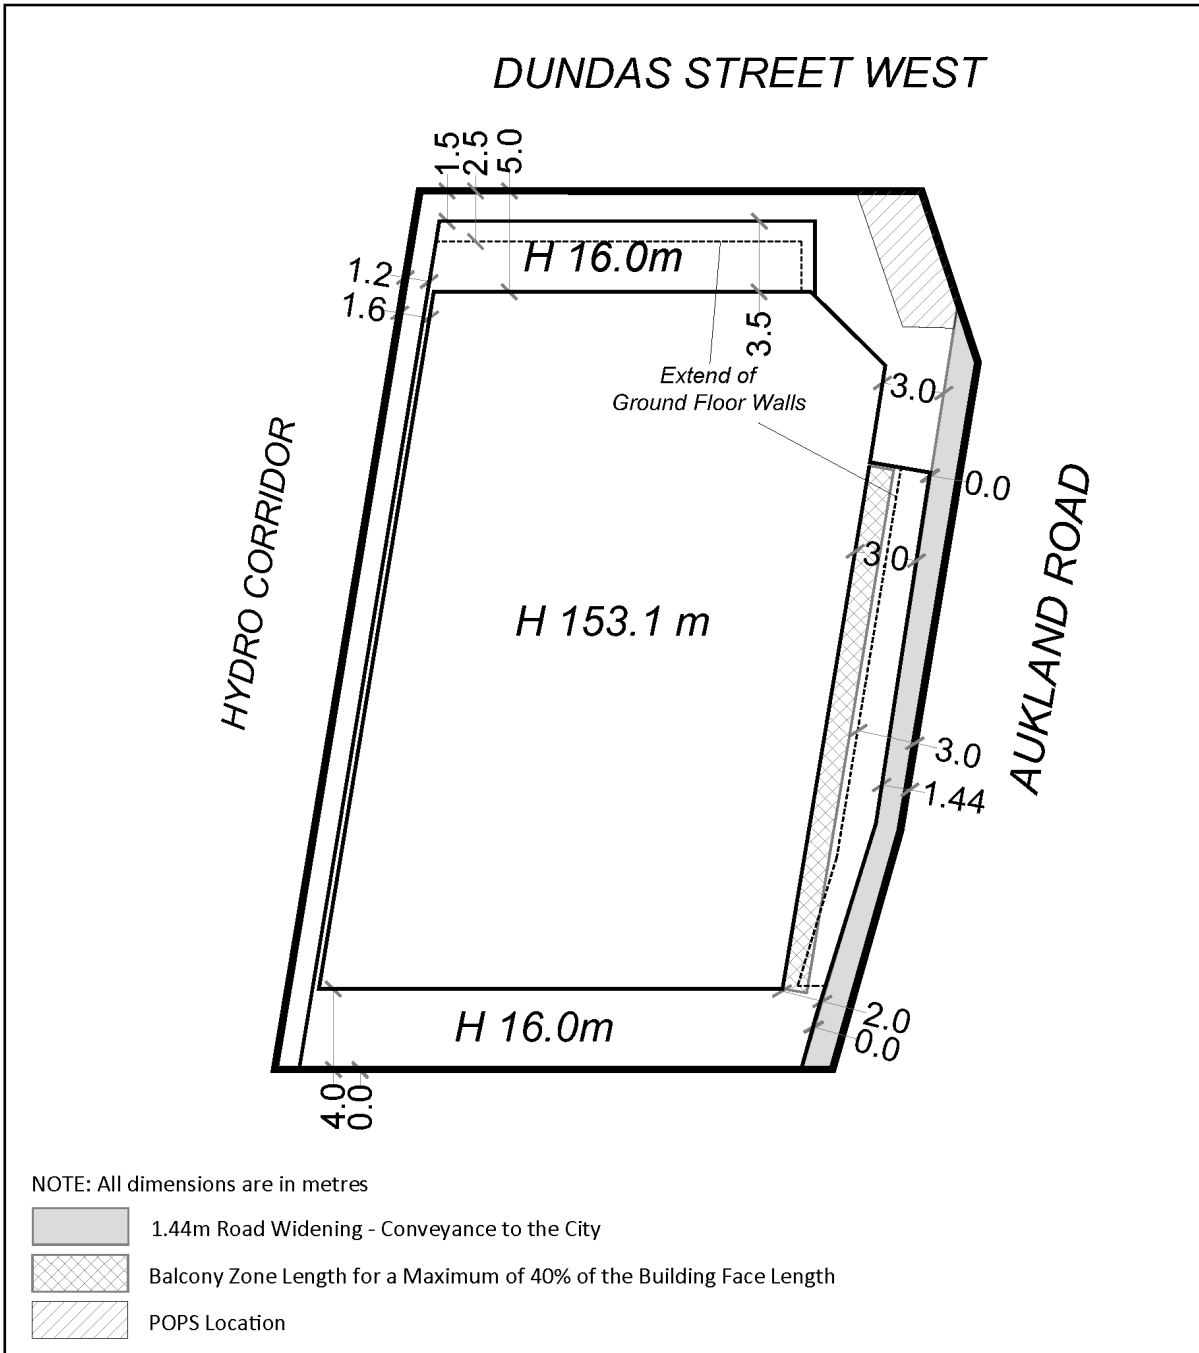 DUNDAS STREET WEST
1.5
2.5
5.0
H 16.0m
1.2
1.6
3.5
Extend of
Ground Floor Walls
3.0
0.0
HYDRO CORRIDOR
AUKLAND ROAD
3.0
H 153.1 m
3.0
1.44
2.0
0.0
H 16.0m
4.0
0.0
NOTE: All dimensions are in metres
1.44m Road Widening - Conveyance to the City
Balcony Zone Length for a Maximum of 40% of the Building Face Length
POPS Location